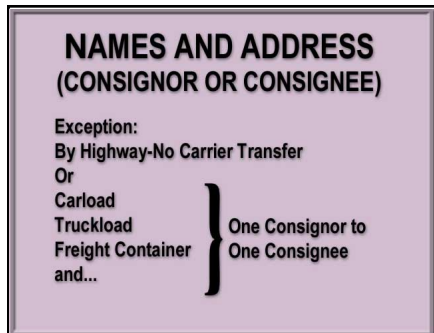 NAMES AND ADDRESS
(CONSIGNOR OR CONSIGNEE)
Exception:
By Highway-No Carrier Transfer
Or
Carload
Truckload
Freight Container
and...
One Consignor to
One Consignee